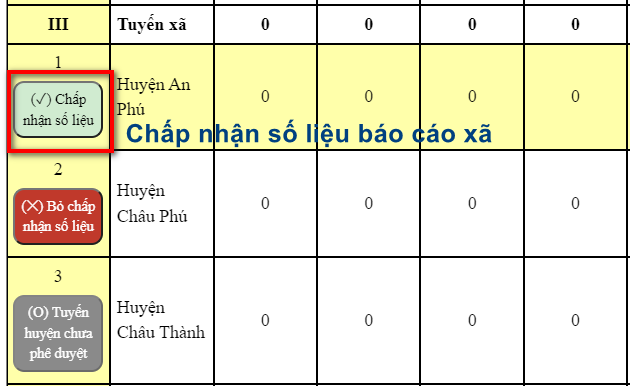 III Tuyến xã 0 0 0 0
1
(√) Chấp
nhận số liệu
Huyện An
Phú
0 0 0 0
Chấp nhận số liệu báo cáo xã
2
(X) Bỏ chấp
nhận số liệu
Huyện
Châu Phú
0 0 0 0
3
(O) Tuyến
huyện chưa
phê duyệt
Huyện
Châu Thành
0 0 0 0